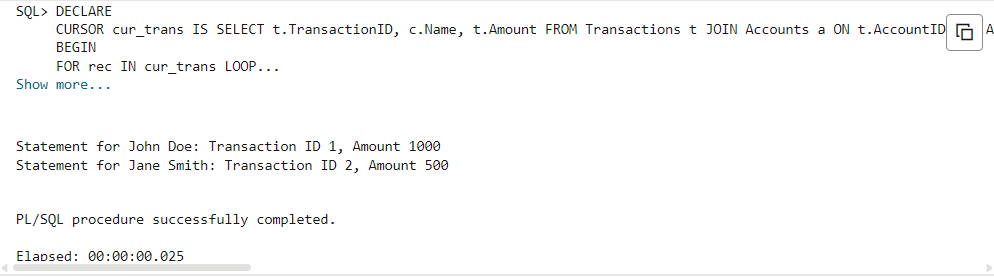 SQL> DECLARE
CURSOR cur_trans IS SELECT t.TransactionID, c.Name, t.Amount FROM Transactions t JOIN Accounts a ON t.AccountID A
BEGIN
FOR rec IN cur_trans LOOP...
Show more...
Statement for John Doe: Transaction ID 1, Amount 1000
Statement for Jane Smith: Transaction ID 2, Amount 500
PL/SQL procedure successfully completed.
Elapsed: 00:00:00.025